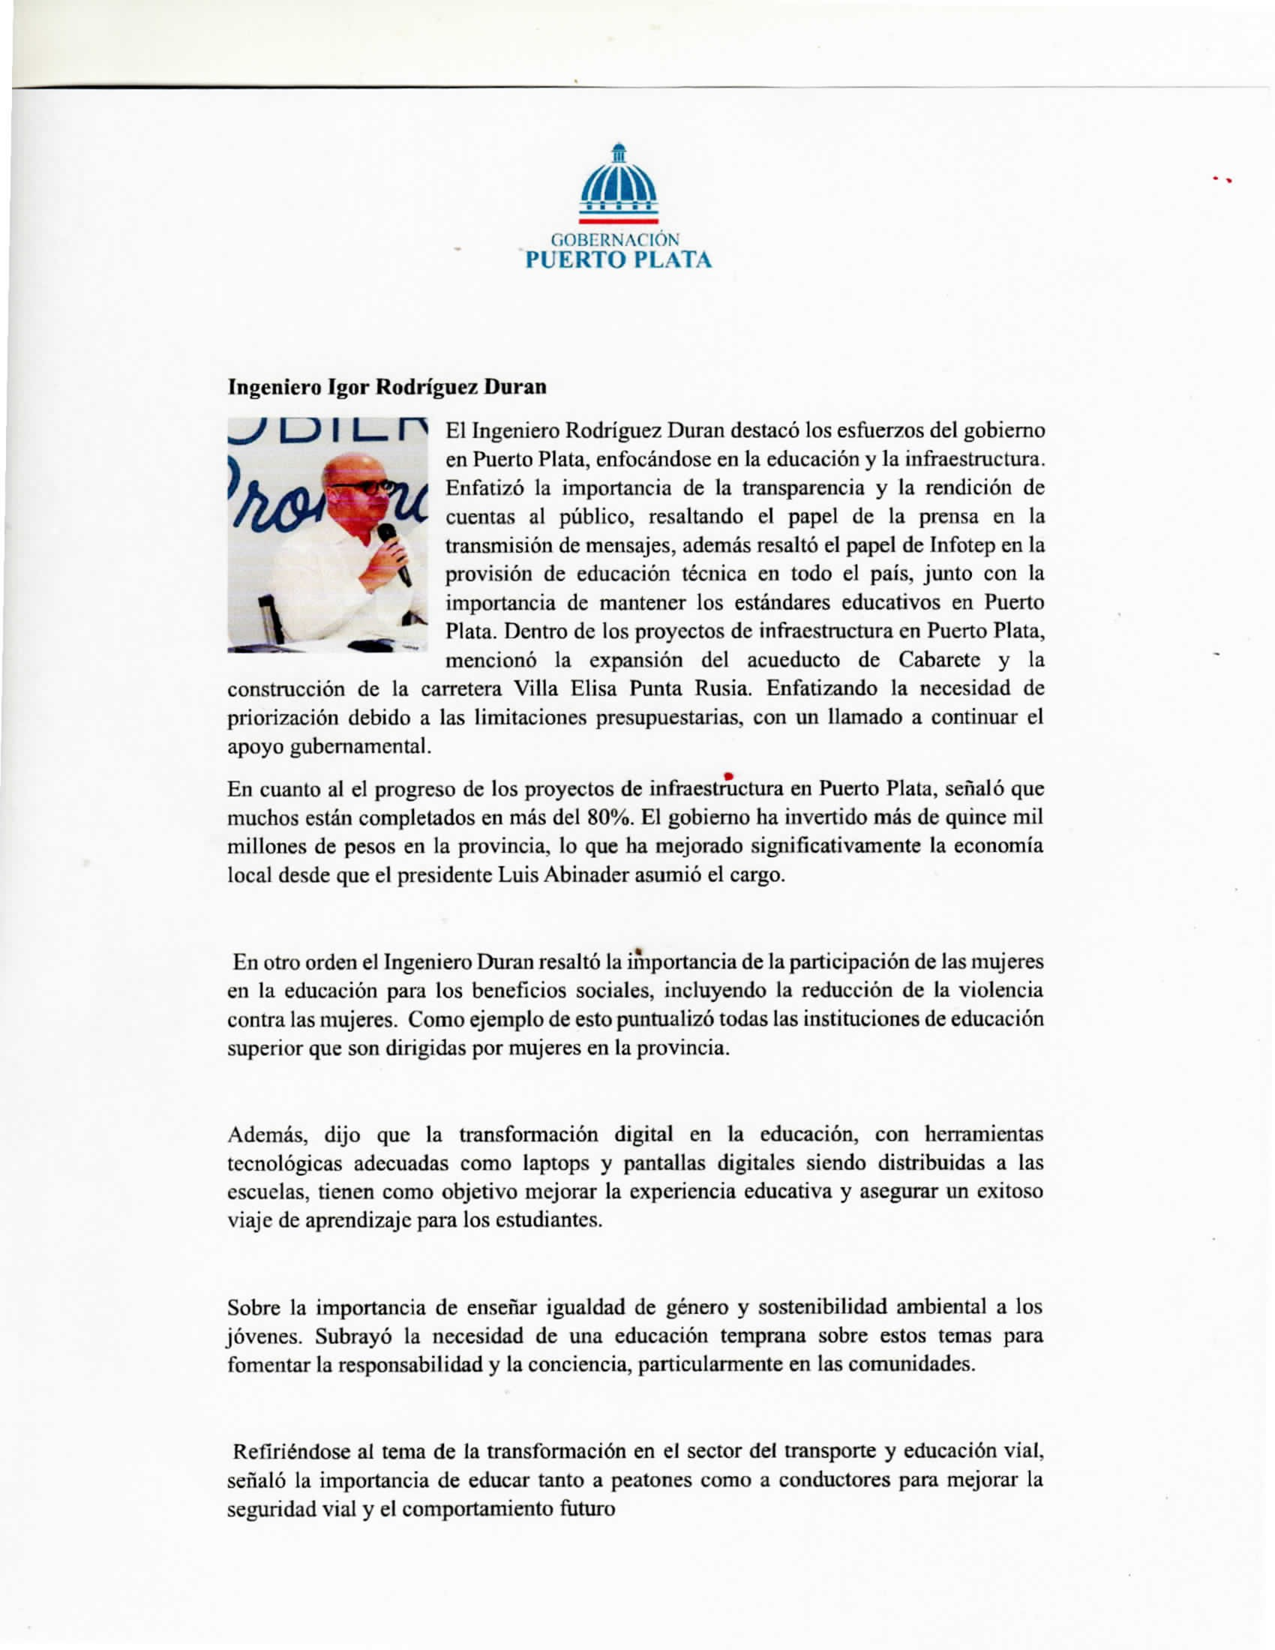 GOBERNACIÓN
PUERTO PLATA
Ingeniero Igor Rodríguez Duran
El Ingeniero Rodríguez Duran destacó los esfuerzos del gobierno
en Puerto Plata, enfocándose en la educación y la infraestructura.
Enfatizó la importancia de la transparencia y la rendición de
cuentas al público, resaltando el papel de la prensa en la
transmisión de mensajes, además resaltó el papel de Infotep en la
provisión de educación técnica en todo el país, junto con la
importancia de mantener los estándares educativos en Puerto
Plata. Dentro de los proyectos de infraestructura en Puerto Plata,
mencionó la expansión del acueducto de Cabarete y la
construcción de la carretera Villa Elisa Punta Rusia. Enfatizando la necesidad de
priorización debido a las limitaciones presupuestarias, con un llamado a continuar el
apoyo gubernamental.
En cuanto al el progreso de los proyectos de infraestructura en Puerto Plata, señaló que
muchos están completados en más del 80%. El gobierno ha invertido más de quince mil
millones de pesos en la provincia, lo que ha mejorado significativamente la economía
local desde que el presidente Luis Abinader asumió el cargo.
En otro orden el Ingeniero Duran resaltó la importancia de la participación de las mujeres
en la educación para los beneficios sociales, incluyendo la reducción de la violencia
contra las mujeres. Como ejemplo de esto puntualizó todas las instituciones de educación
superior que son dirigidas por mujeres en la provincia.
Además, dijo que la transformación digital en la educación, con herramientas
tecnológicas adecuadas como laptops y pantallas digitales siendo distribuidas a las
escuelas, tienen como objetivo mejorar la experiencia educativa y asegurar un exitoso
viaje de aprendizaje para los estudiantes.
Sobre la importancia de enseñar igualdad de género y sostenibilidad ambiental a los
jóvenes. Subrayó la necesidad de una educación temprana sobre estos temas para
fomentar la responsabilidad y la conciencia, particularmente en las comunidades.
Refiriéndose al tema de la transformación en el sector del transporte y educación vial,
señaló la importancia de educar tanto a peatones como a conductores para mejorar la
seguridad vial y el comportamiento futuro